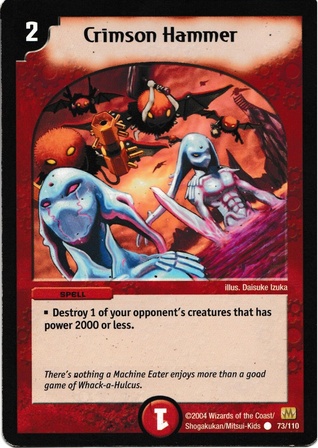 2
Crimson Hammer
illus. Daisuke Izuka
SPELL
▪ Destroy 1 of your opponent's creatures that has
power 2000 or less.
There's nothing a Machine Eater enjoys more than a good
game of Whack-a-Hulcus.
1
©2004 Wizards of the Coast/
Shogakukan/Mitsui-Kids ● 73/110